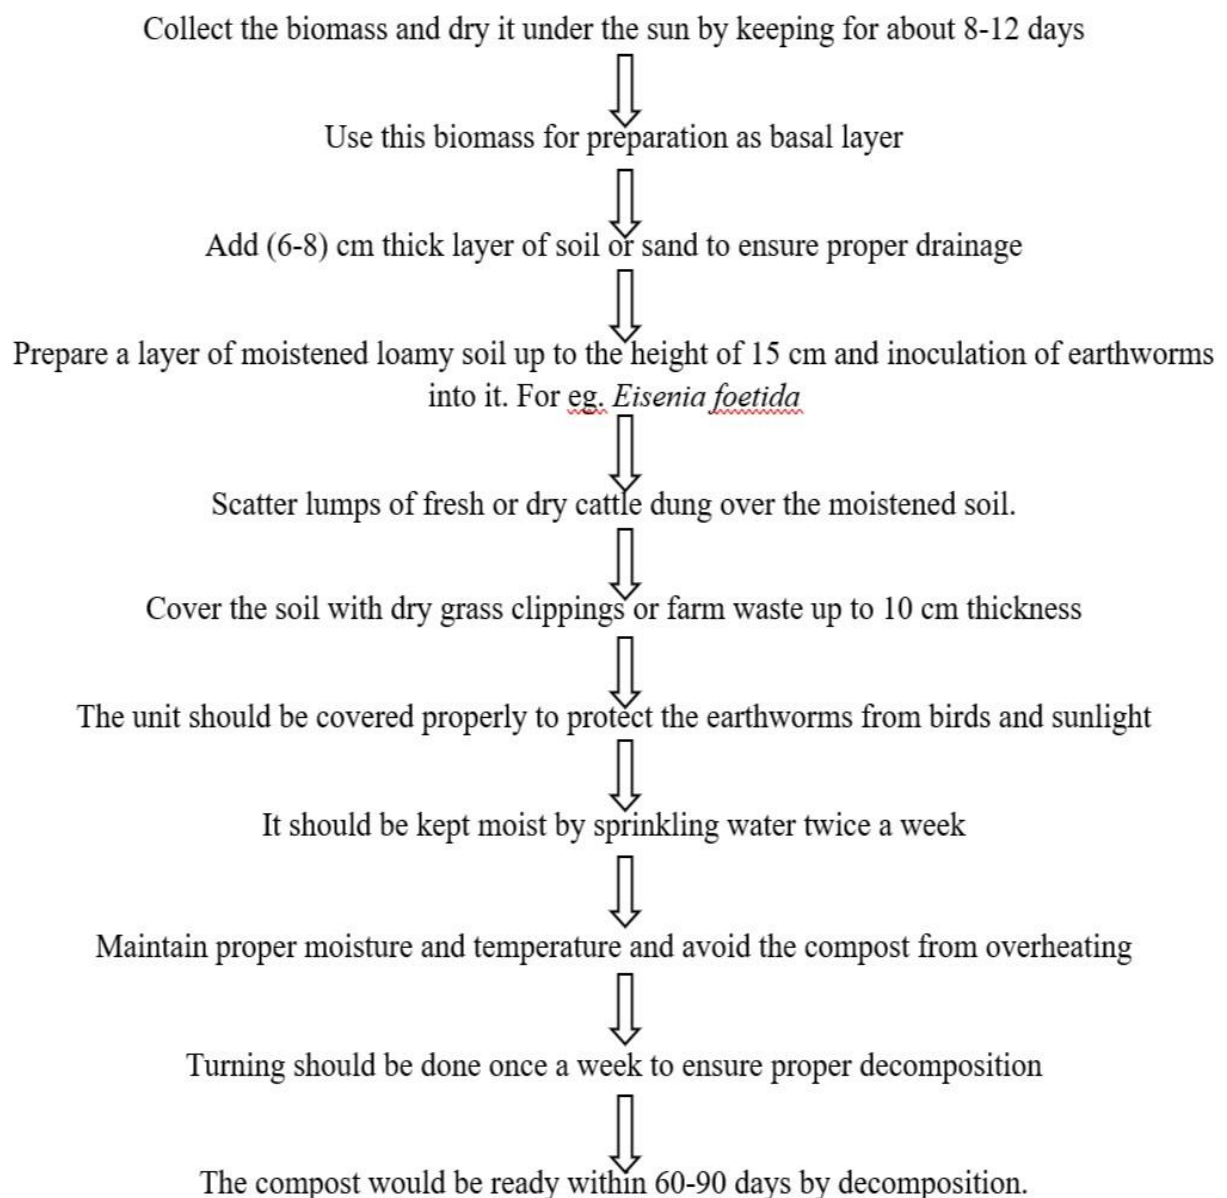 Collect the biomass and dry it under the sun by keeping for about 8-12 days
Use this biomass for preparation as basal layer
Add (6-8) cm thick layer of soil or sand to ensure proper drainage
Prepare a layer of moistened loamy soil up to the height of 15 cm and inoculation of earthworms
into it. For eg. Eisenia foetida
Scatter lumps of fresh or dry cattle dung over the moistened soil.
Cover the soil with dry grass clippings or farm waste up to 10 cm thickness
The unit should be covered properly to protect the earthworms from birds and sunlight
It should be kept moist by sprinkling water twice a week
Maintain proper moisture and temperature and avoid the compost from overheating
Turning should be done once a week to ensure proper decomposition
The compost would be ready within 60-90 days by decomposition.